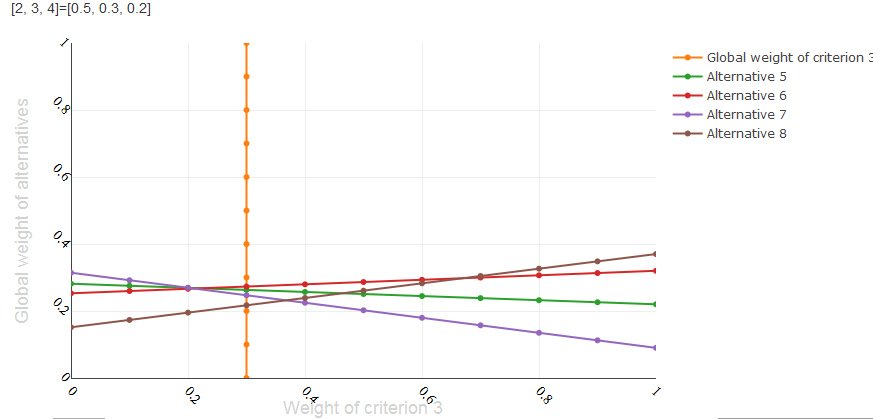 [2, 3, 4]=[0.5, 0.3, 0.2]
Global weight of criterion 3
Alternative 5
Alternative 6
Alternative 7
Alternative 8
Global weight of alternatives
1
0.8
0.6
0.4
0.2
0
0
0.2
0.4
0.6
0.8
1
Weight of criterion 3